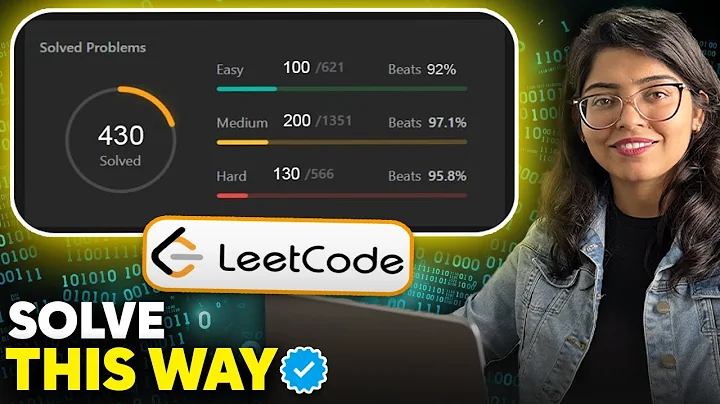 Solved Problems
430
Solved
Easy 100 /621 Beats 92%
Medium 200 /1351 Beats 97.1%
Hard 130 /566 Beats 95.8%
LeetCode
SOLVE
THIS WAY